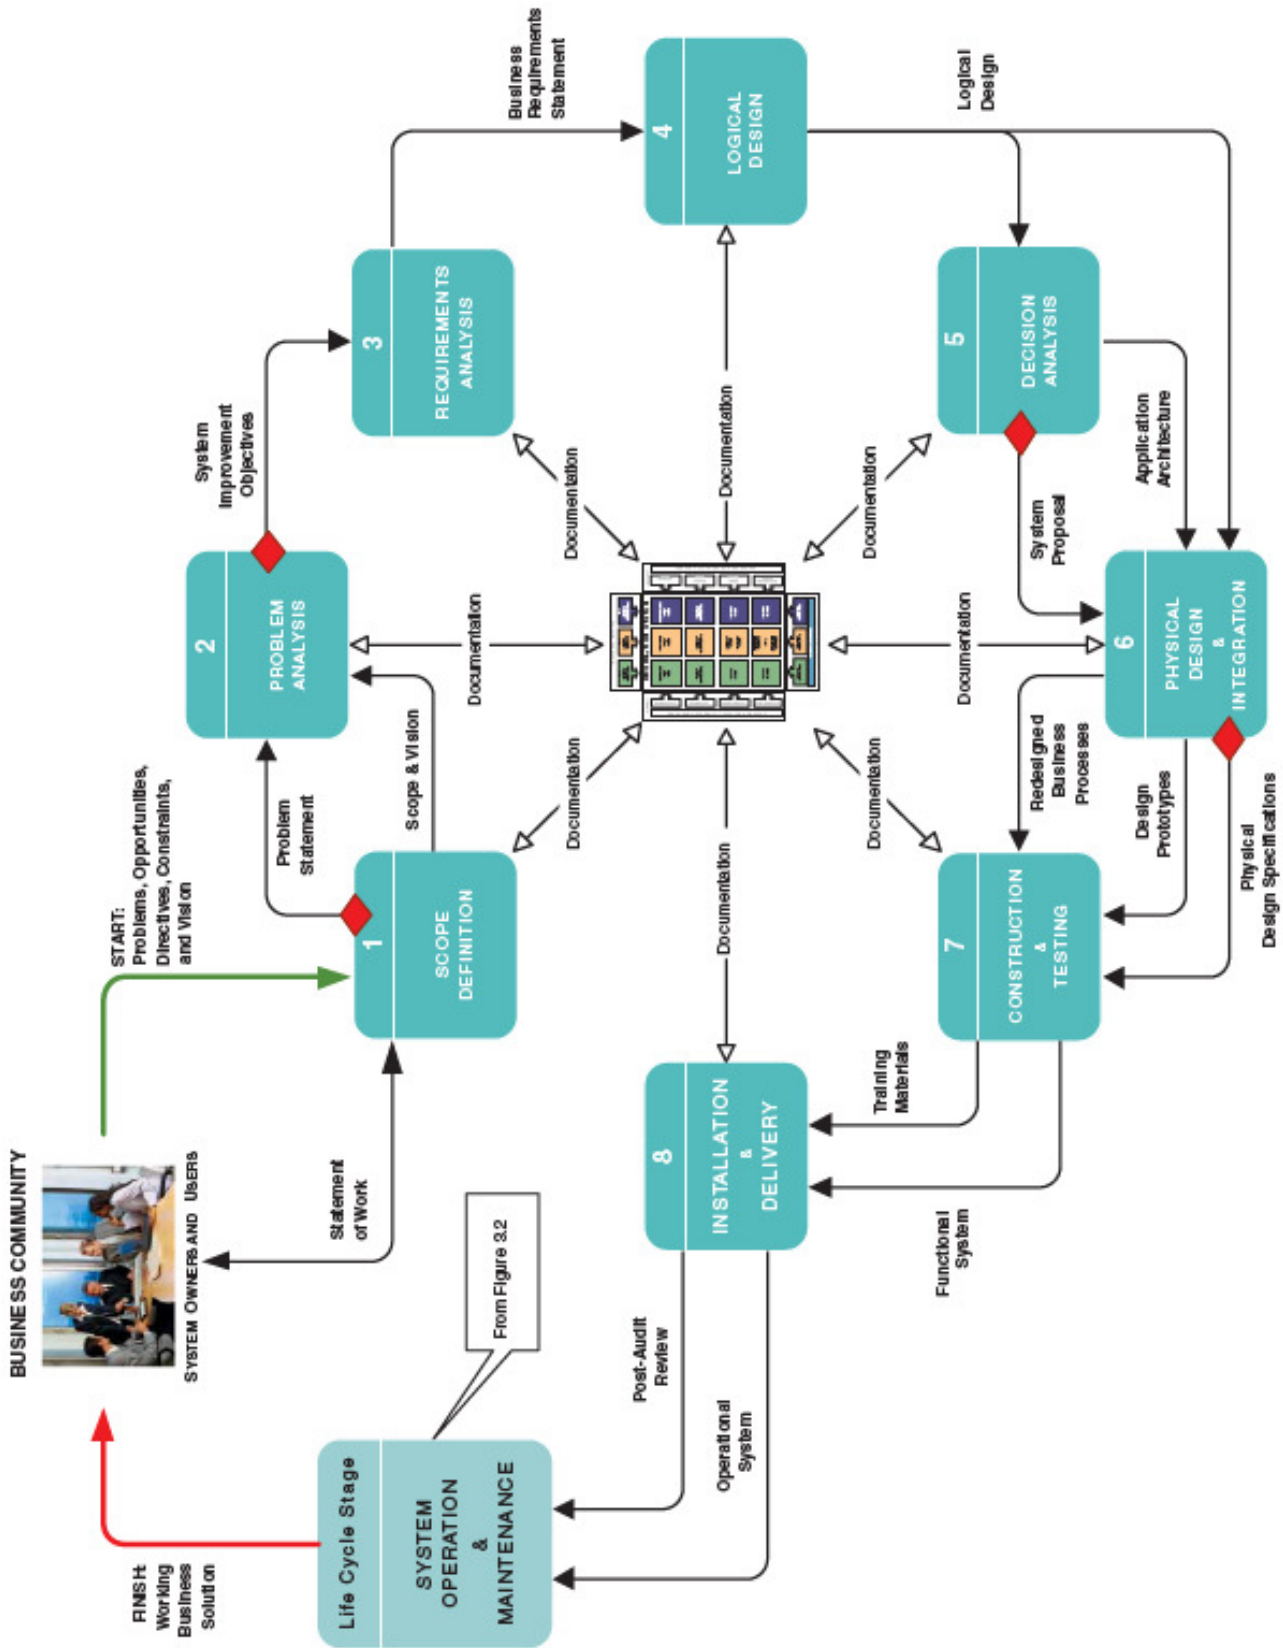 BUSINESS COMMUNITY
SYSTEM OWNERS AND USERS
START:
Problems, Opportunities,
Directives, Constraints,
and Vision
FINISH:
Working
Business
Solution
Statement
of Work
Life Cycle Stage
SYSTEM
OPERATION
&
MAINTENANCE
From Figure 3.2
1
SCOPE
DEFINITION
Problem
Statement
Scope & Vision
2
PROBLEM
ANALYSIS
System
Improvement
Objectives
3
REQUIREMENTS
ANALYSIS
Business
Requirements
Statement
4
LOGICAL
DESIGN
Logical
Design
5
DECISION
ANALYSIS
System
Proposal
Application
Architecture
6
PHYSICAL
DESIGN
&
INTEGRATION
Redesigned
Business
Processes
Design
Prototypes
Physical
Design Specifications
7
CONSTRUCTION
&
TESTING
Training
Materials
Functional
System
8
INSTALLATION
&
DELIVERY
Post-Audit
Review
Operational
System
Documentation
Documentation
Documentation
Documentation
Documentation
Documentation
Documentation
Documentation